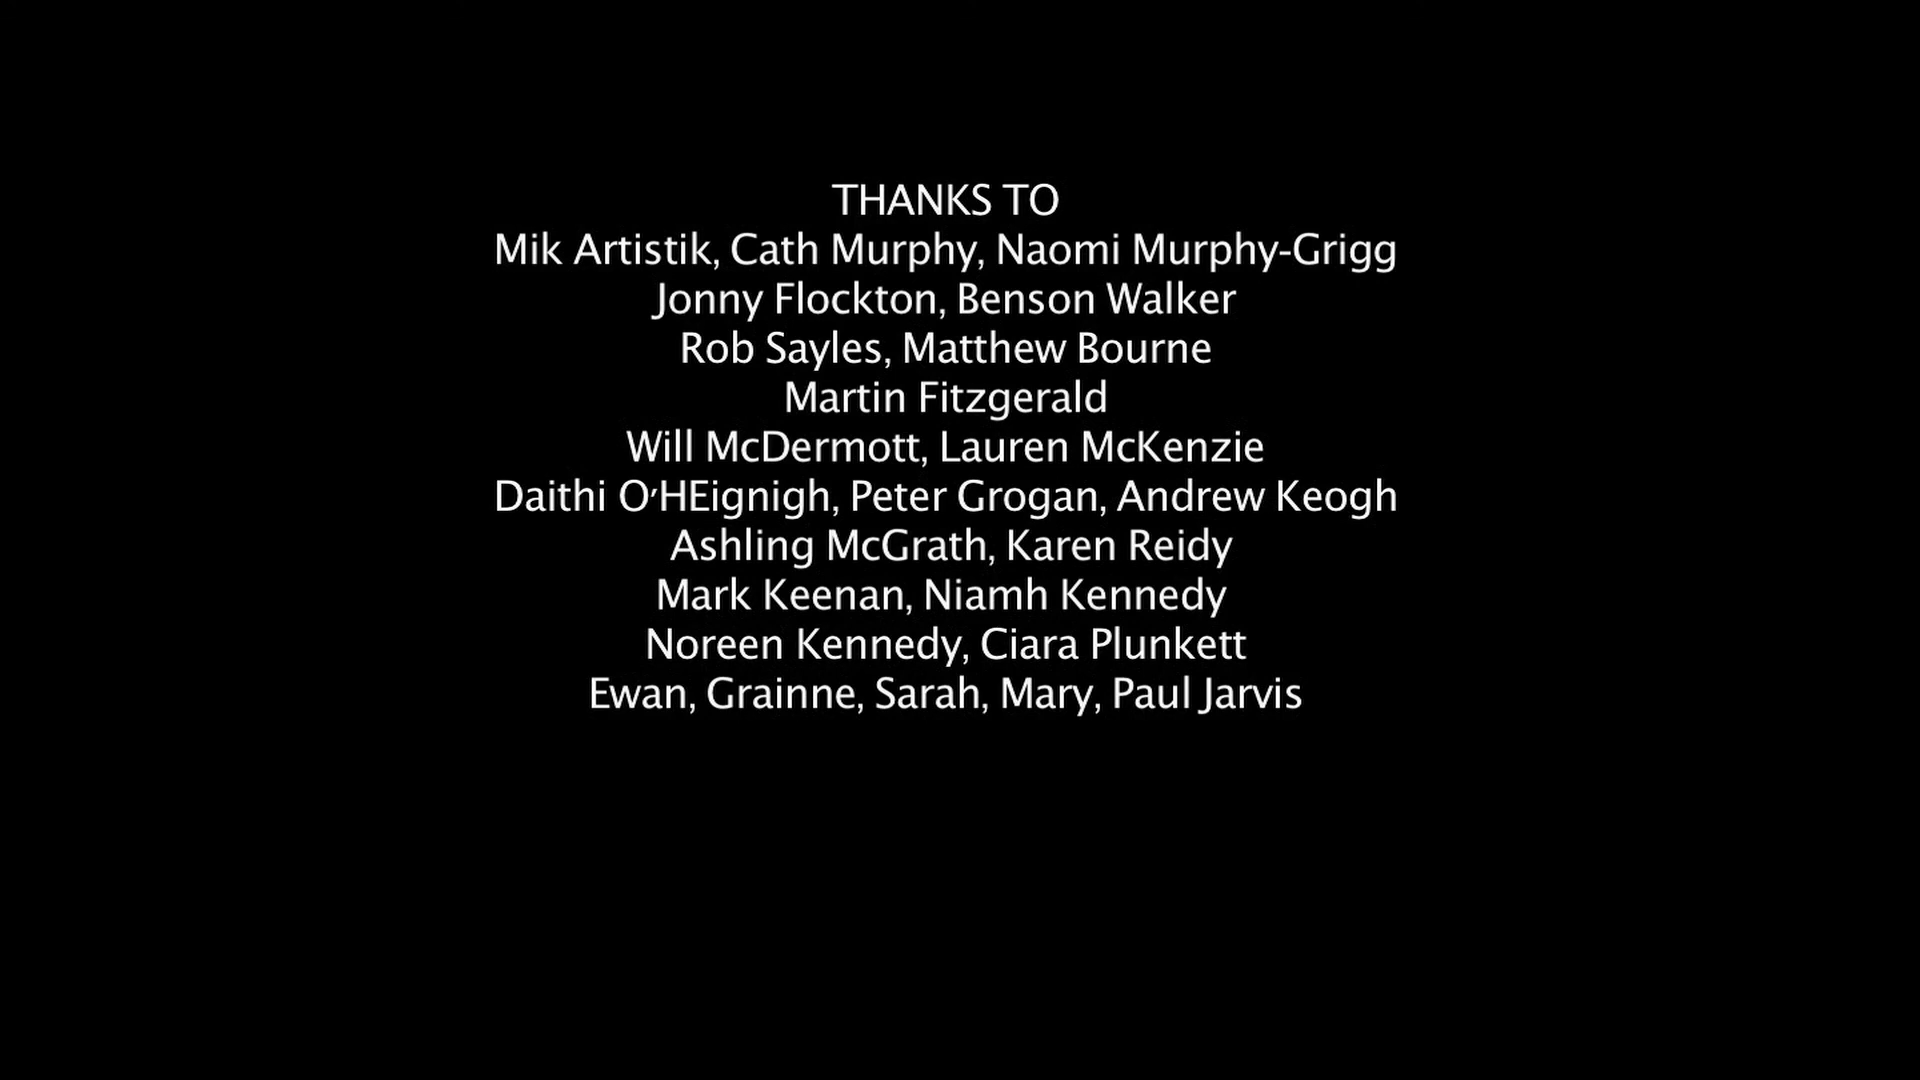 THANKS TO
Mik Artistik, Cath Murphy, Naomi Murphy-Grigg
Jonny Flockton, Benson Walker
Rob Sayles, Matthew Bourne
Martin Fitzgerald
Will McDermott, Lauren McKenzie
Daithi O'HEignigh, Peter Grogan, Andrew Keogh
Ashling McGrath, Karen Reidy
Mark Keenan, Niamh Kennedy
Noreen Kennedy, Ciara Plunkett
Ewan, Grainne, Sarah, Mary, Paul Jarvis